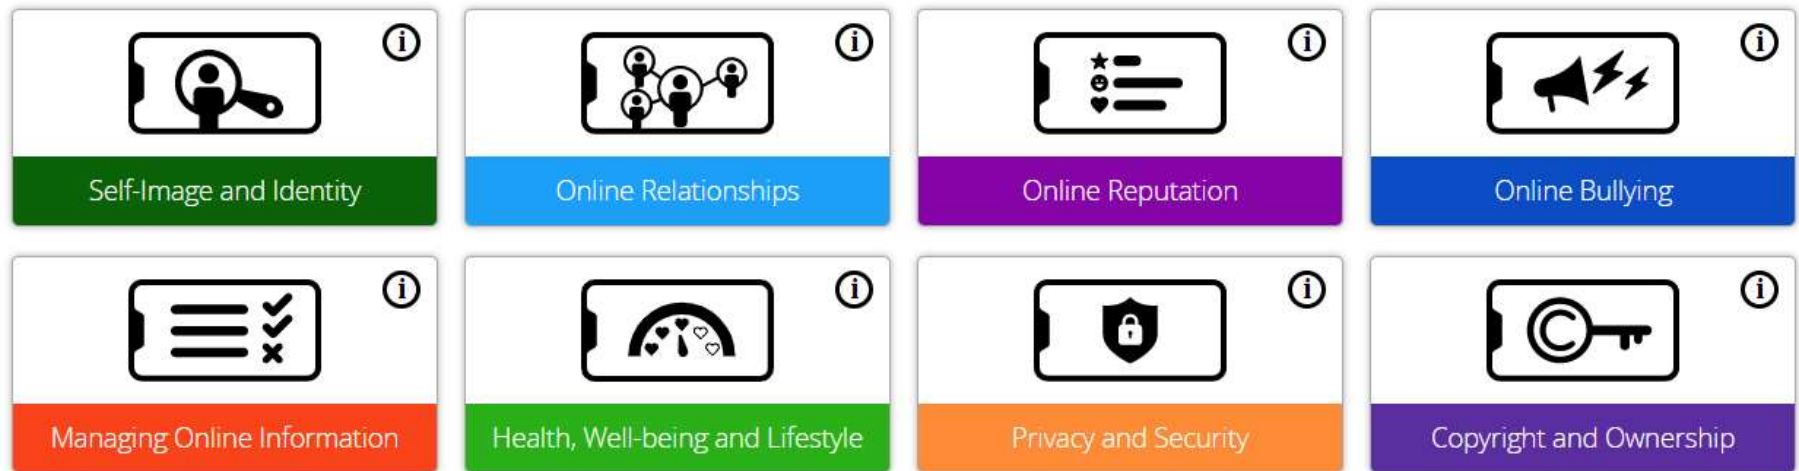 i
i
i
i
Self-Image and Identity
Online Relationships
Online Reputation
Online Bullying
i
i
i
i
C
Managing Online Information
Health, Well-being and Lifestyle
Privacy and Security
Copyright and Ownership